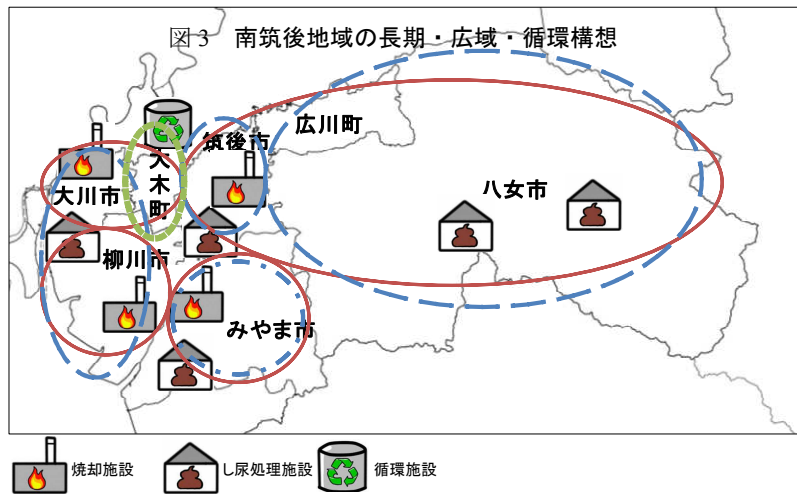 図3　南筑後地域の長期・広域・循環構想
広川町
筑後市
大木町
大川市
八女市
柳川市
みやま市
焼却施設
し尿処理施設
循環施設